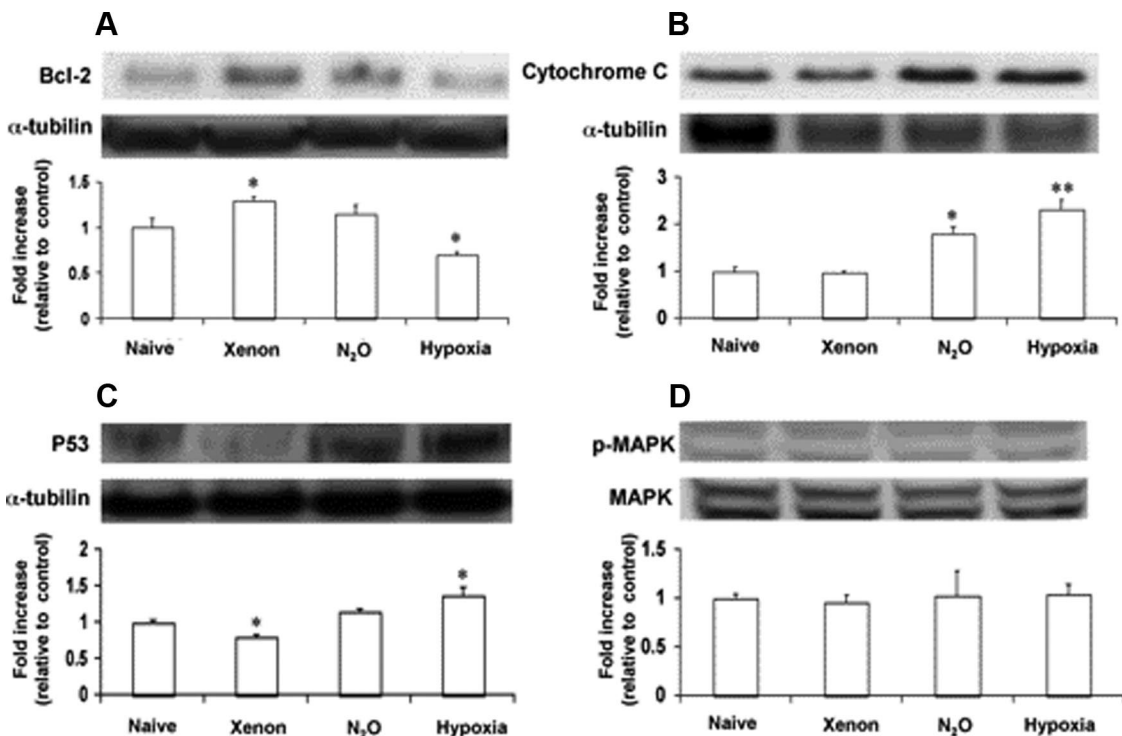 A
Bcl-2
α-tubilin
Fold increase
(relative to control)
1.5
*
*
1
0.5
0
Naive Xenon N₂O Hypoxia
B
Cytochrome C
α-tubilin
Fold increase
(relative to control)
3
**
*
2
1
0
Naive Xenon N₂O Hypoxia
C
P53
α-tubilin
Fold increase
(relative to control)
2
*
1.5
*
1
0.5
0
Naive Xenon N₂O Hypoxia
D
p-MAPK
MAPK
Fold increase
(relative to control)
1.5
1
0.5
0
Naive Xenon N₂O Hypoxia